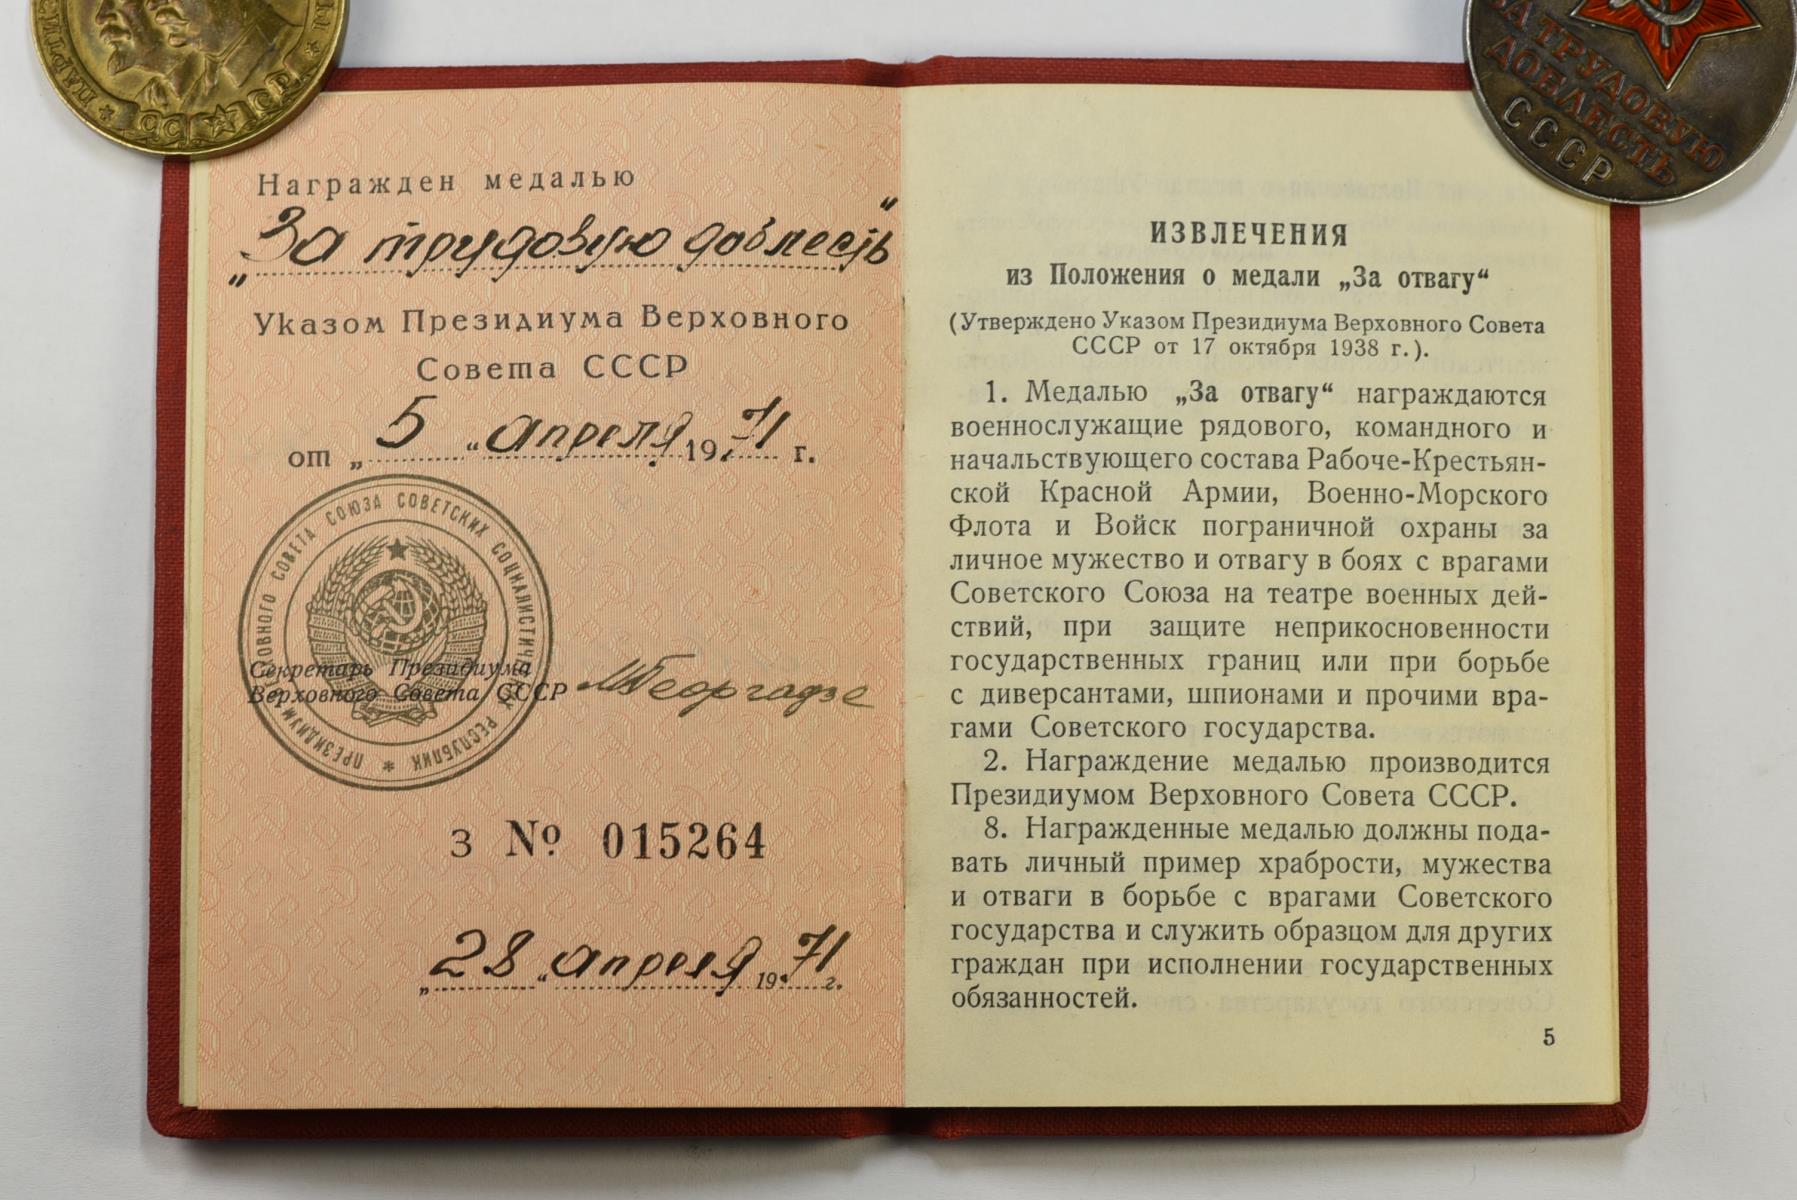 ПАРТИЗ
СССР
ЗА ТРУДОВУЮ
ДОБЛЕСТЬ
СССР
Награжден медалью
„За трудовую доблесть“
Указом Президиума Верховного
Совета СССР
от „5“ апреля 1971 г.
ПРЕЗИДИУМ ВЕРХОВНОГО СОВЕТА СОЮЗА СОВЕТСКИХ СОЦИАЛИСТИЧЕСКИХ РЕСПУБЛИК *
Секретарь Президиума
Верховного Совета СССР МГеоргадзе
З № 015264
„28“ апреля 1971 г.
ИЗВЛЕЧЕНИЯ
из Положения о медали „За отвагу“
(Утверждено Указом Президиума Верховного Совета
СССР от 17 октября 1938 г.).
1. Медалью „За отвагу“ награждаются
военнослужащие рядового, командного и
начальствующего состава Рабоче-Крестьян-
ской Красной Армии, Военно-Морского
Флота и Войск пограничной охраны за
личное мужество и отвагу в боях с врагами
Советского Союза на театре военных дей-
ствий, при защите неприкосновенности
государственных границ или при борьбе
с диверсантами, шпионами и прочими вра-
гами Советского государства.
2. Награждение медалью производится
Президиумом Верховного Совета СССР.
8. Награжденные медалью должны пода-
вать личный пример храбрости, мужества
и отваги в борьбе с врагами Советского
государства и служить образцом для других
граждан при исполнении государственных
обязанностей.
5